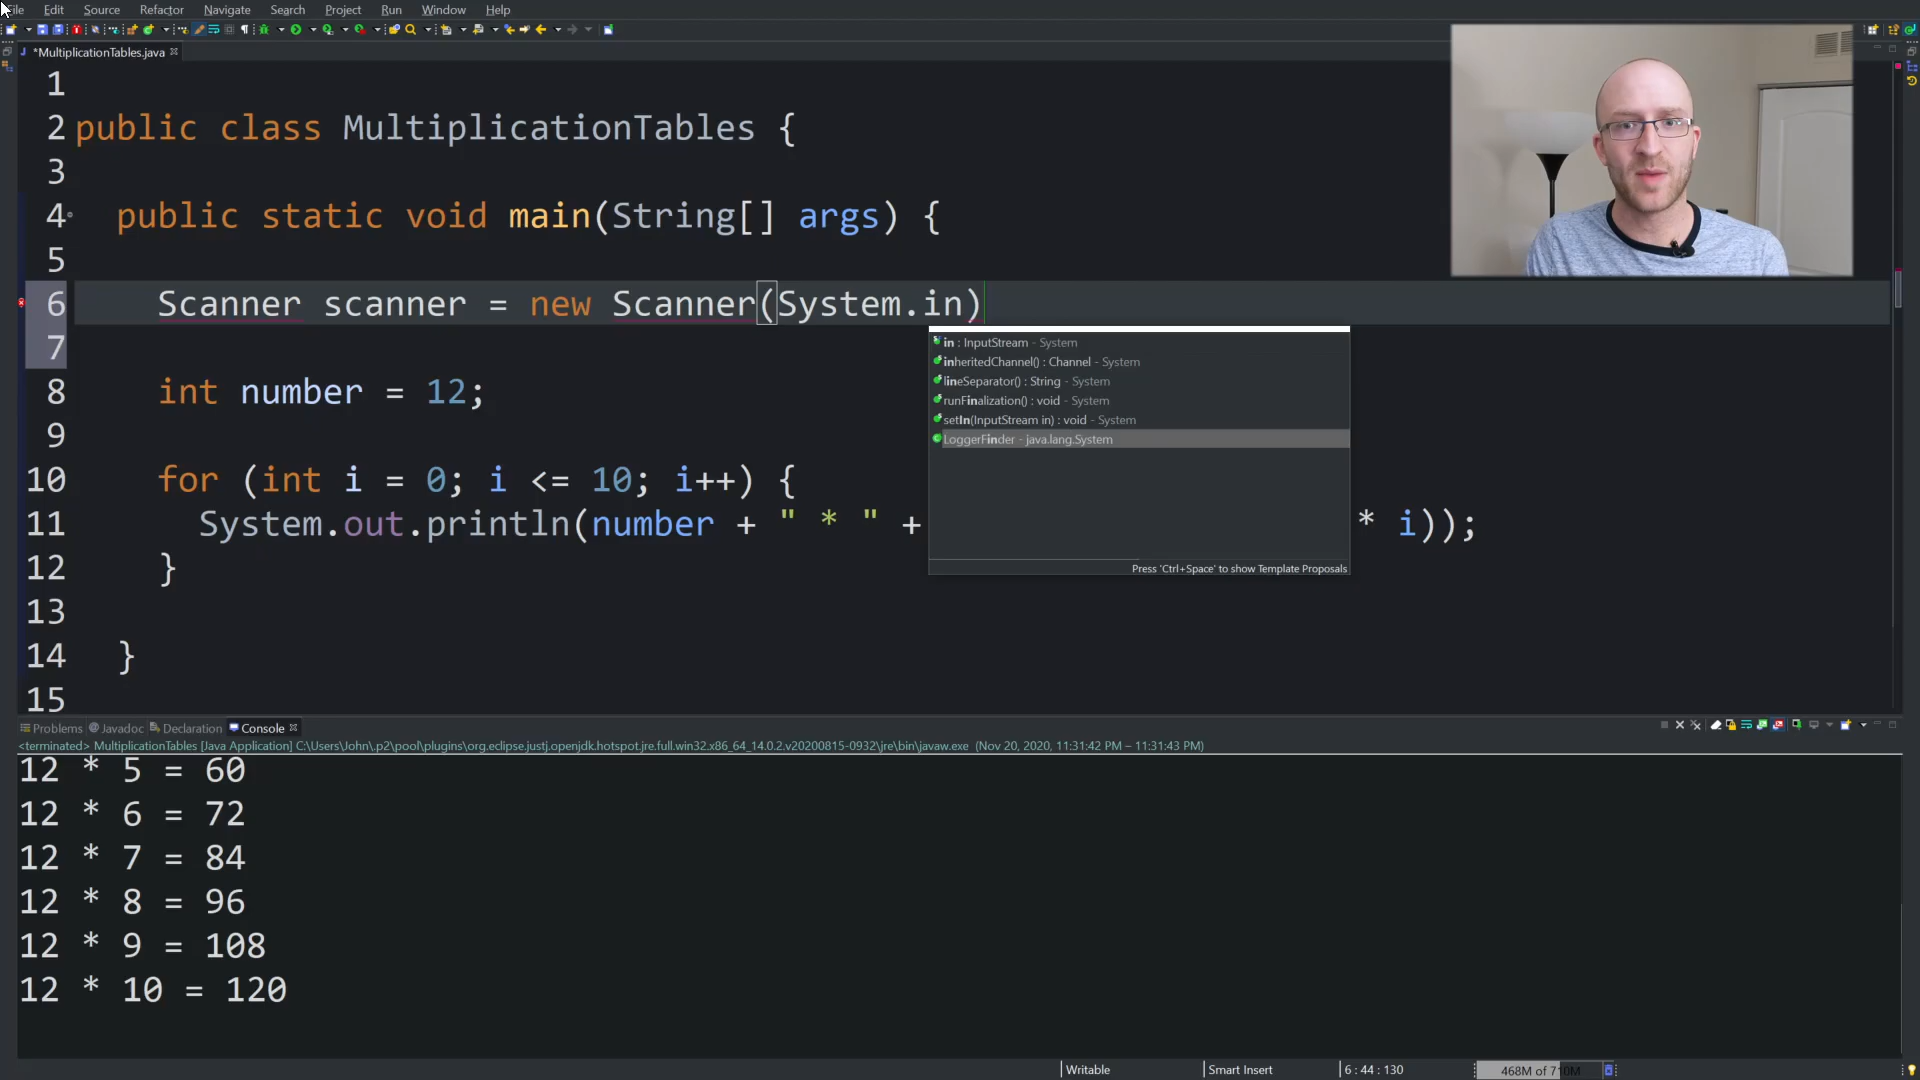 File Edit Source Refactor Navigate Search Project Run Window Help
*MultiplicationTables.java
1
2 public class MultiplicationTables {
3
4 public static void main(String[] args) {
5
6 Scanner scanner = new Scanner(System.in)
7
8 int number = 12;
9
10 for (int i = 0; i <= 10; i++) {
11 System.out.println(number + " * " + * i));
12 }
13
14 }
15
in : InputStream - System
inheritedChannel() : Channel - System
lineSeparator() : String - System
runFinalization() : void - System
setIn(InputStream in) : void - System
LoggerFinder - java.lang.System
Press 'Ctrl+Space' to show Template Proposals
Problems @ Javadoc Declaration Console
<terminated> MultiplicationTables [Java Application] C:\Users\John\.p2\pool\plugins\org.eclipse.justj.openjdk.hotspot.jre.full.win32.x86_64_14.0.2.v20200815-0932\jre\bin\javaw.exe (Nov 20, 2020, 11:31:42 PM – 11:31:43 PM)
12 * 5 = 60
12 * 6 = 72
12 * 7 = 84
12 * 8 = 96
12 * 9 = 108
12 * 10 = 120
Writable Smart Insert 6 : 44 : 130 468M of 710M